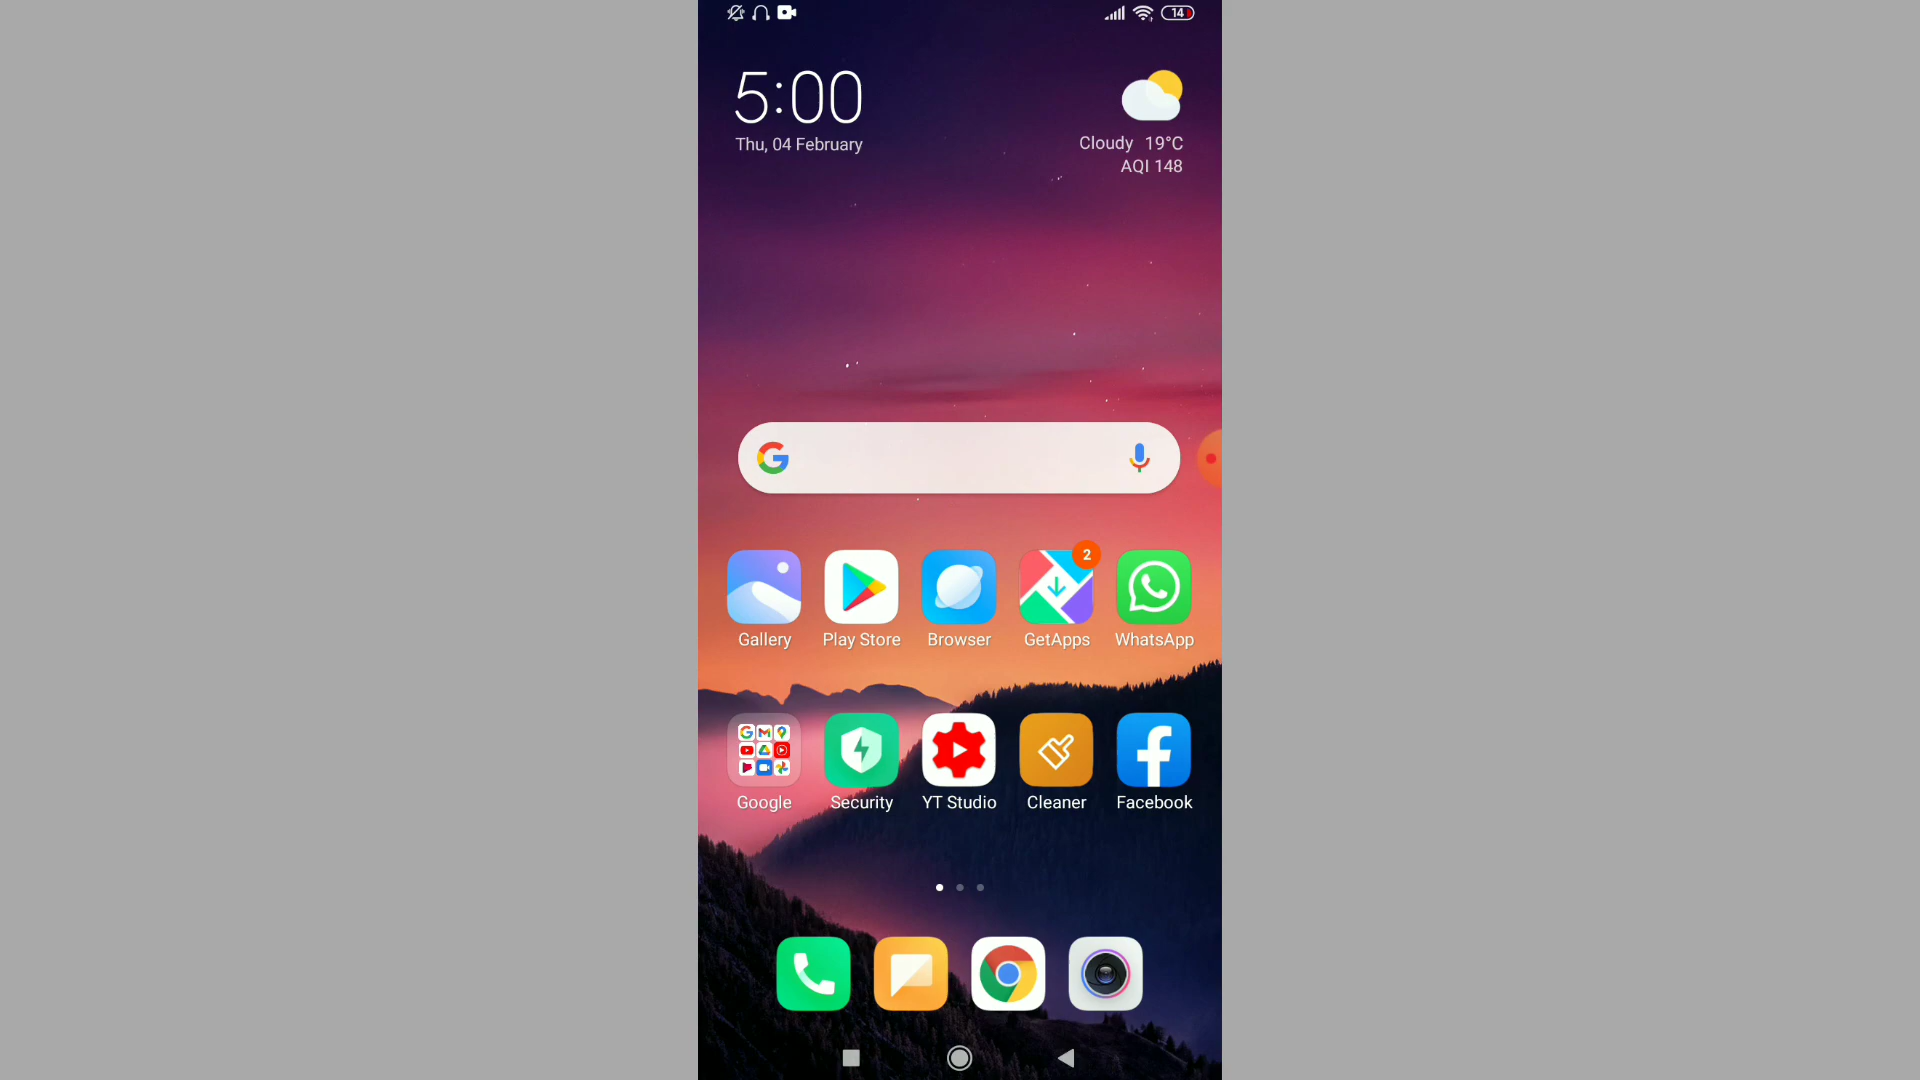 14
5:00
Thu, 04 February
Cloudy 19°C
AQI 148
2
Gallery
Play Store
Browser
GetApps
WhatsApp
Google
Security
YT Studio
Cleaner
Facebook